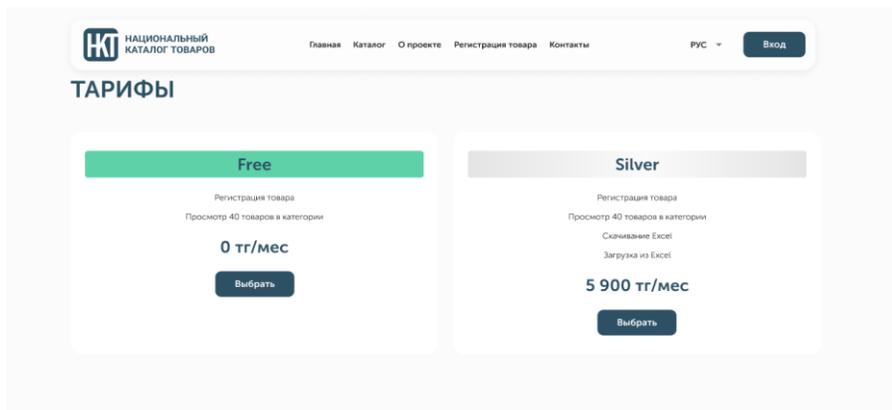 НКТ
НАЦИОНАЛЬНЫЙ
КАТАЛОГ ТОВАРОВ
Главная Каталог О проекте Регистрация товара Контакты
РУС
Вход
ТАРИФЫ
Free
Регистрация товара
Просмотр 40 товаров в категории
0 тг/мес
Выбрать
Silver
Регистрация товара
Просмотр 40 товаров в категории
Скачивание Excel
Загрузка из Excel
5 900 тг/мес
Выбрать